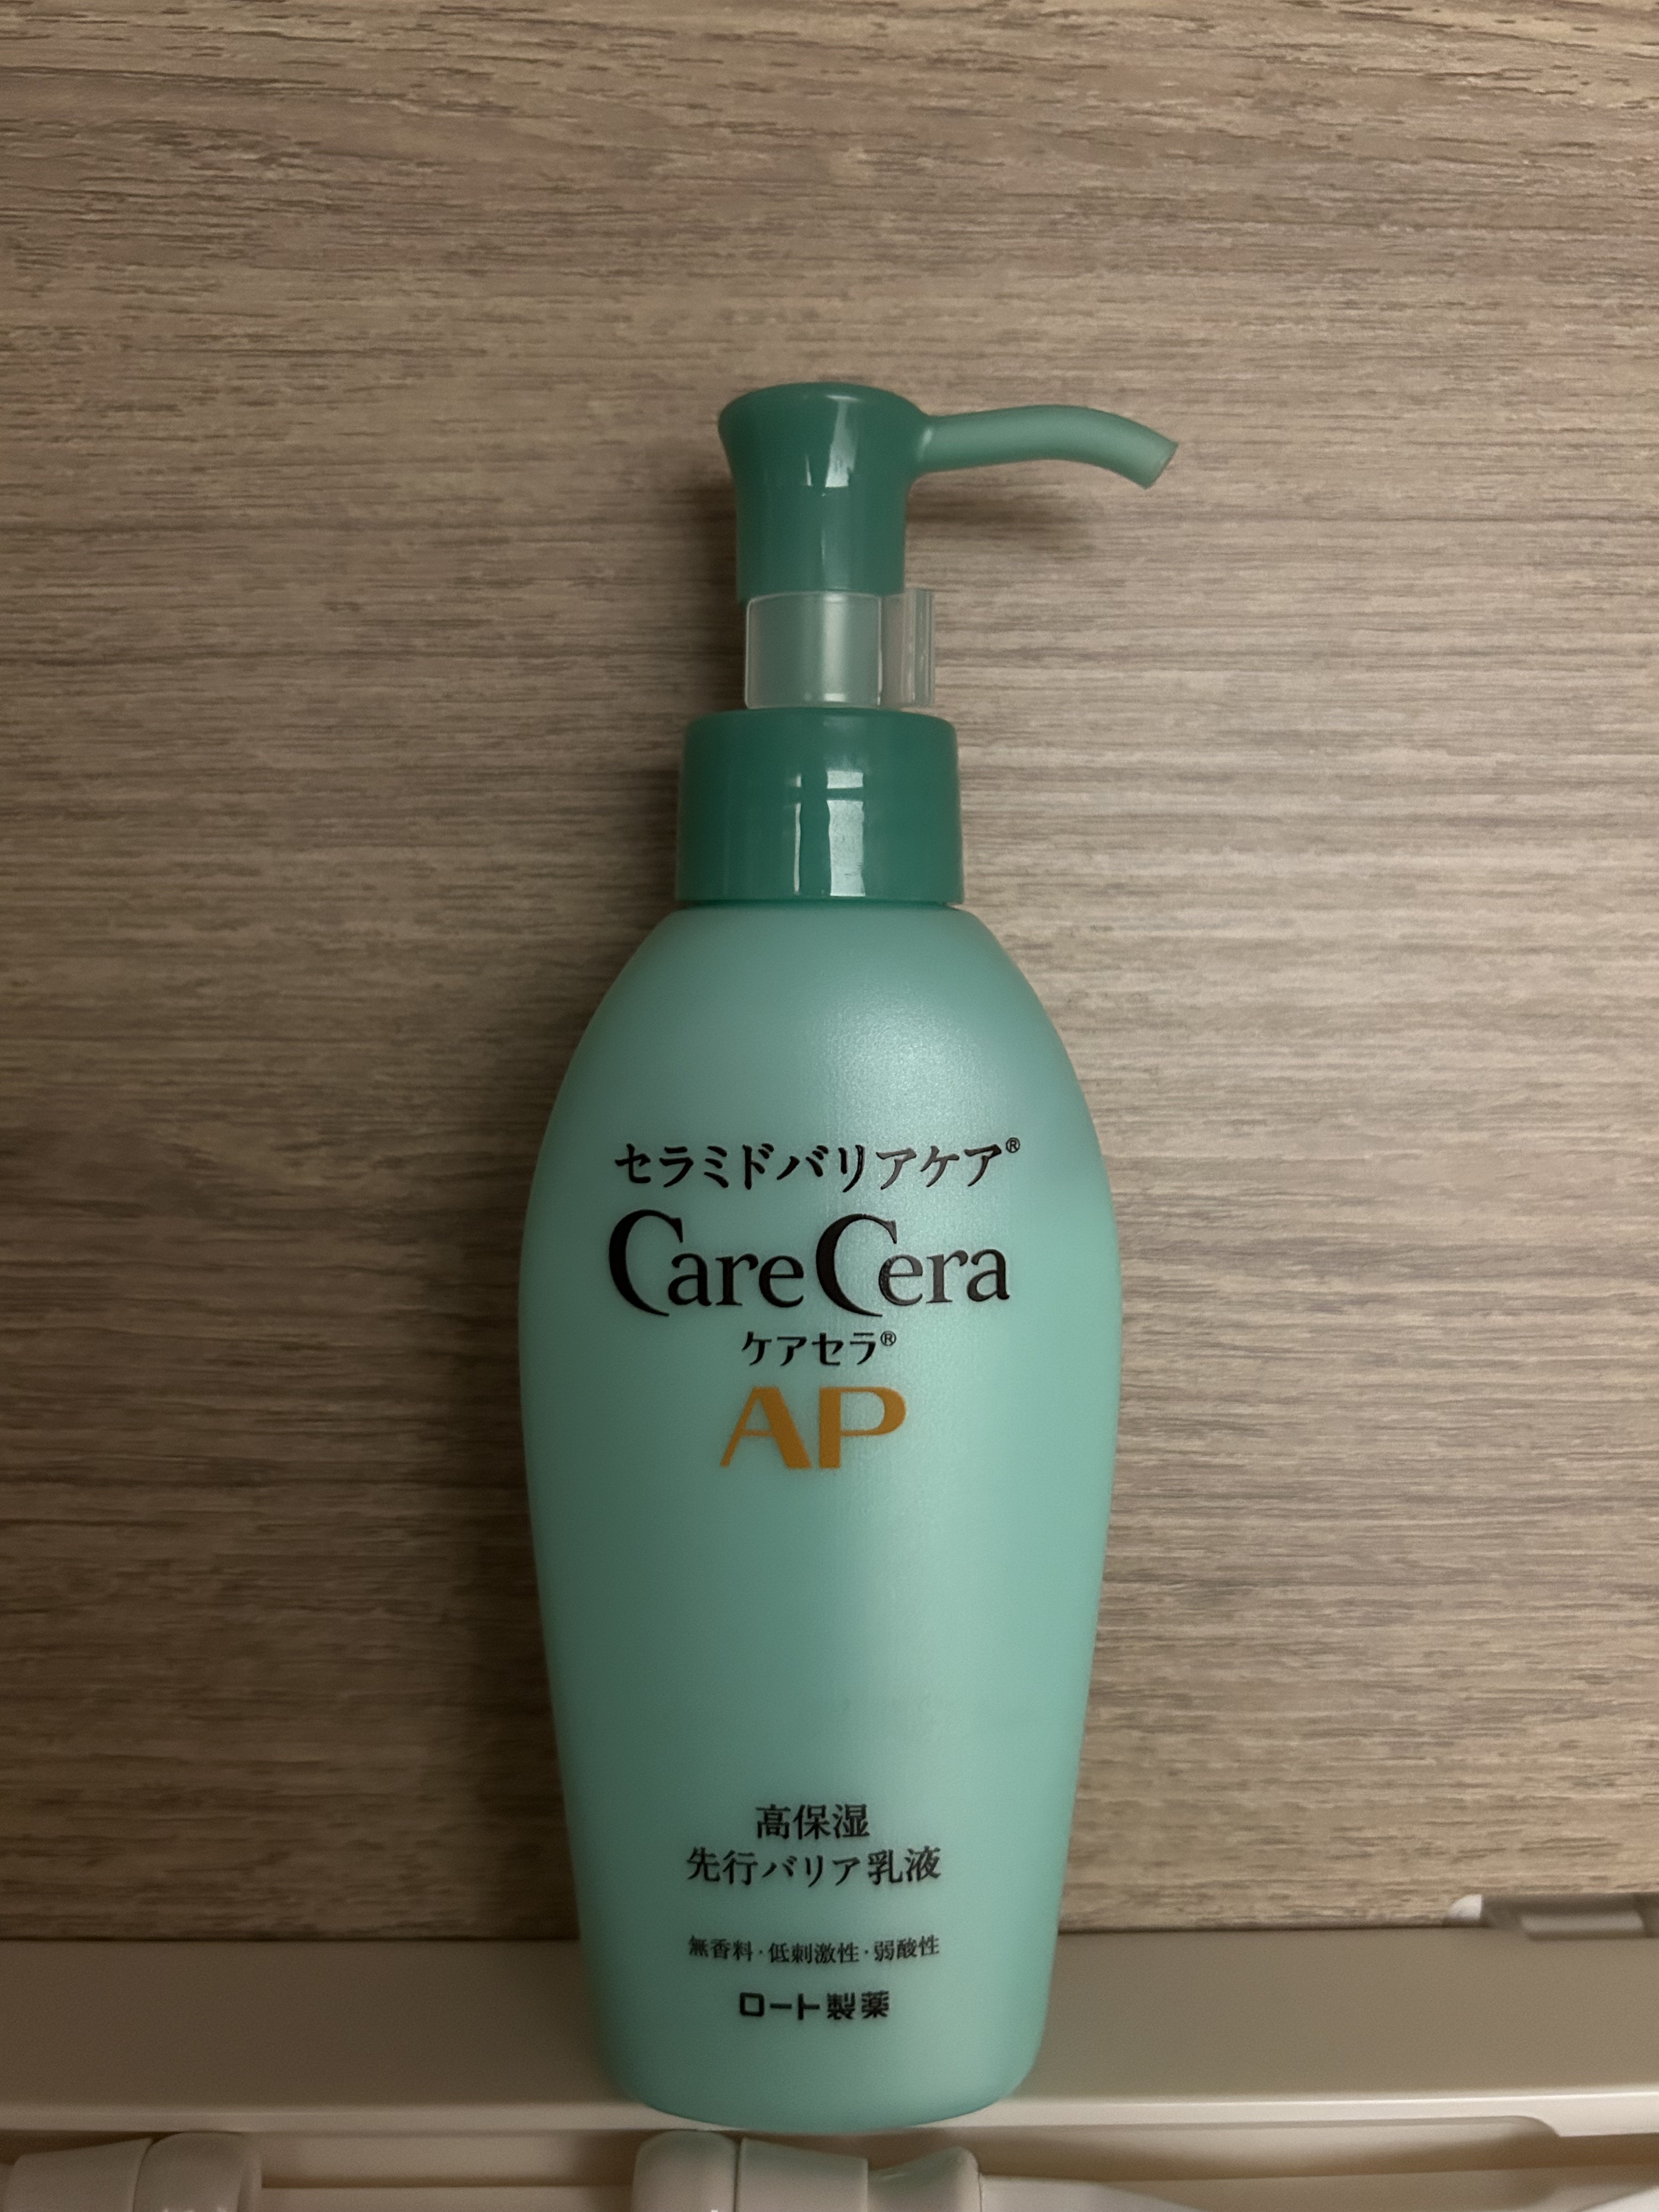 セラミドバリアケア®
CareCera
ケアセラ®
AP
高保湿
先行バリア乳液
無香料・低刺激性・弱酸性
ロート製薬